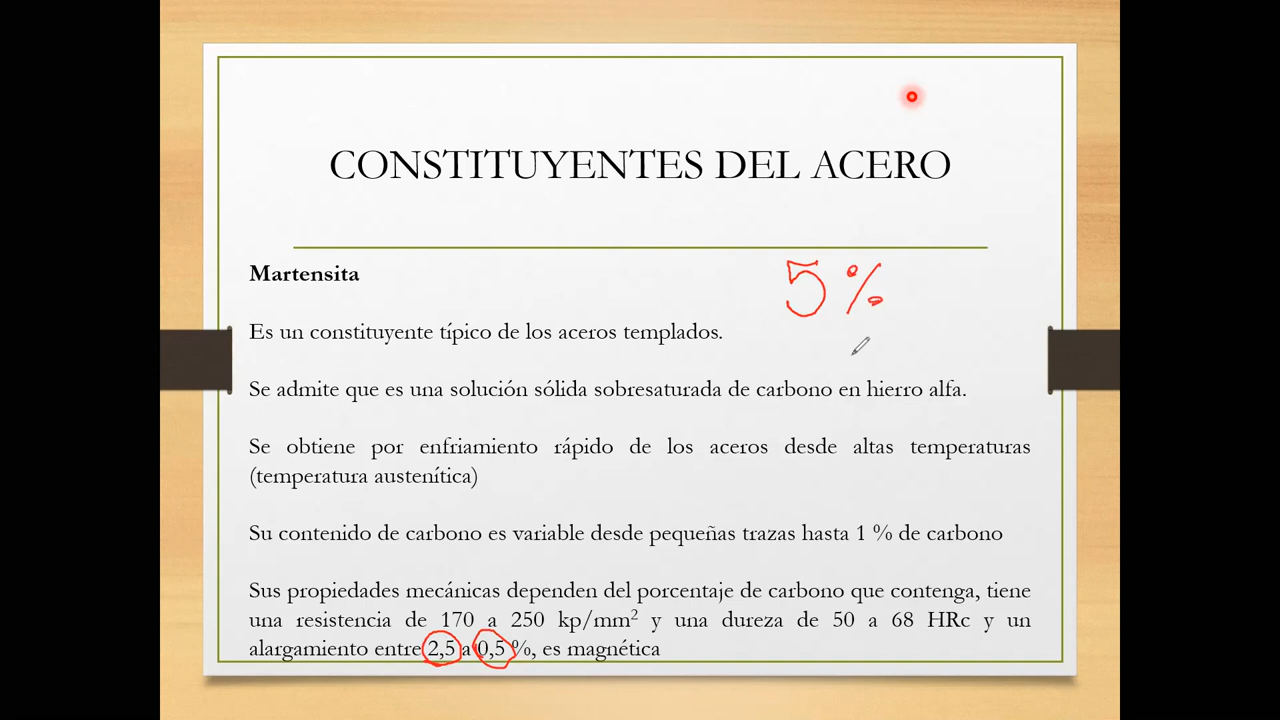 CONSTITUYENTES DEL ACERO
Martensita
5 %
Es un constituyente típico de los aceros templados.
Se admite que es una solución sólida sobresaturada de carbono en hierro alfa.
Se obtiene por enfriamiento rápido de los aceros desde altas temperaturas
(temperatura austenítica)
Su contenido de carbono es variable desde pequeñas trazas hasta 1 % de carbono
Sus propiedades mecánicas dependen del porcentaje de carbono que contenga, tiene
una resistencia de 170 a 250 kp/mm² y una dureza de 50 a 68 HRc y un
alargamiento entre 2,5 a 0,5 %, es magnética